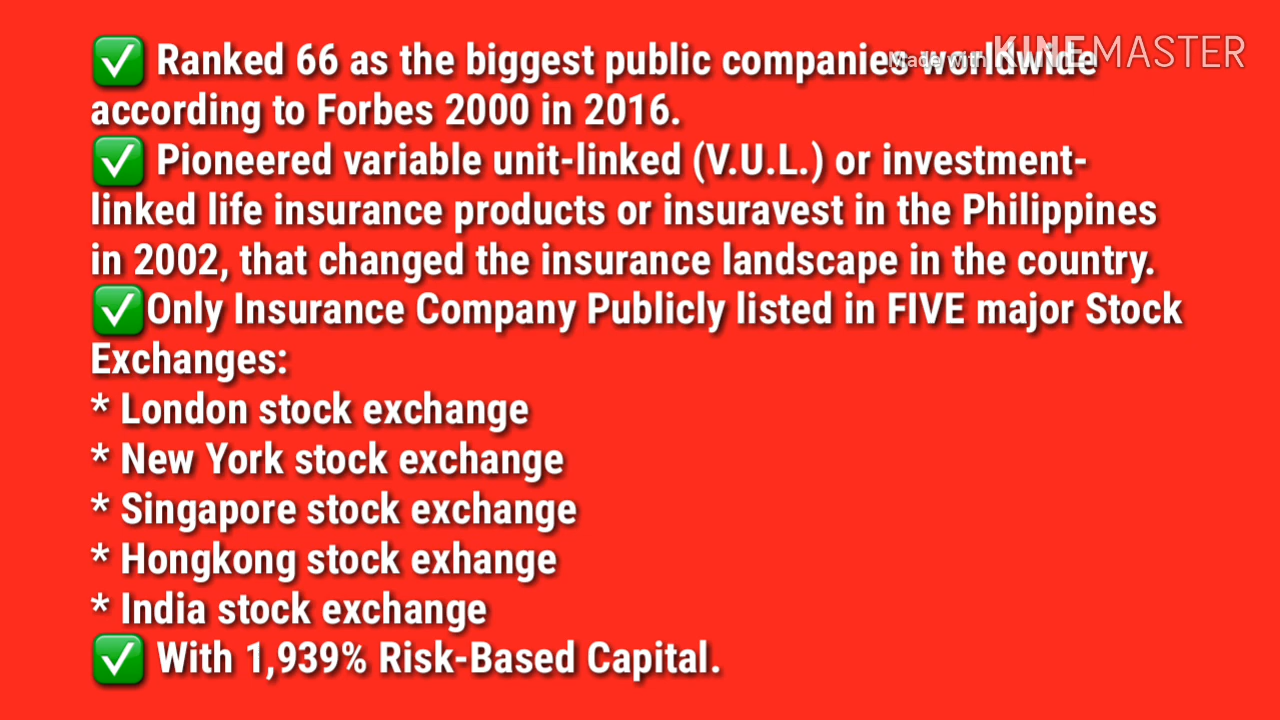 ✅ Ranked 66 as the biggest public companies worldwide
according to Forbes 2000 in 2016.
✅ Pioneered variable unit-linked (V.U.L.) or investment-
linked life insurance products or insuravest in the Philippines
in 2002, that changed the insurance landscape in the country.
✅Only Insurance Company Publicly listed in FIVE major Stock
Exchanges:
* London stock exchange
* New York stock exchange
* Singapore stock exchange
* Hongkong stock exhange
* India stock exchange
✅ With 1,939% Risk-Based Capital.
Made with KINEMASTER